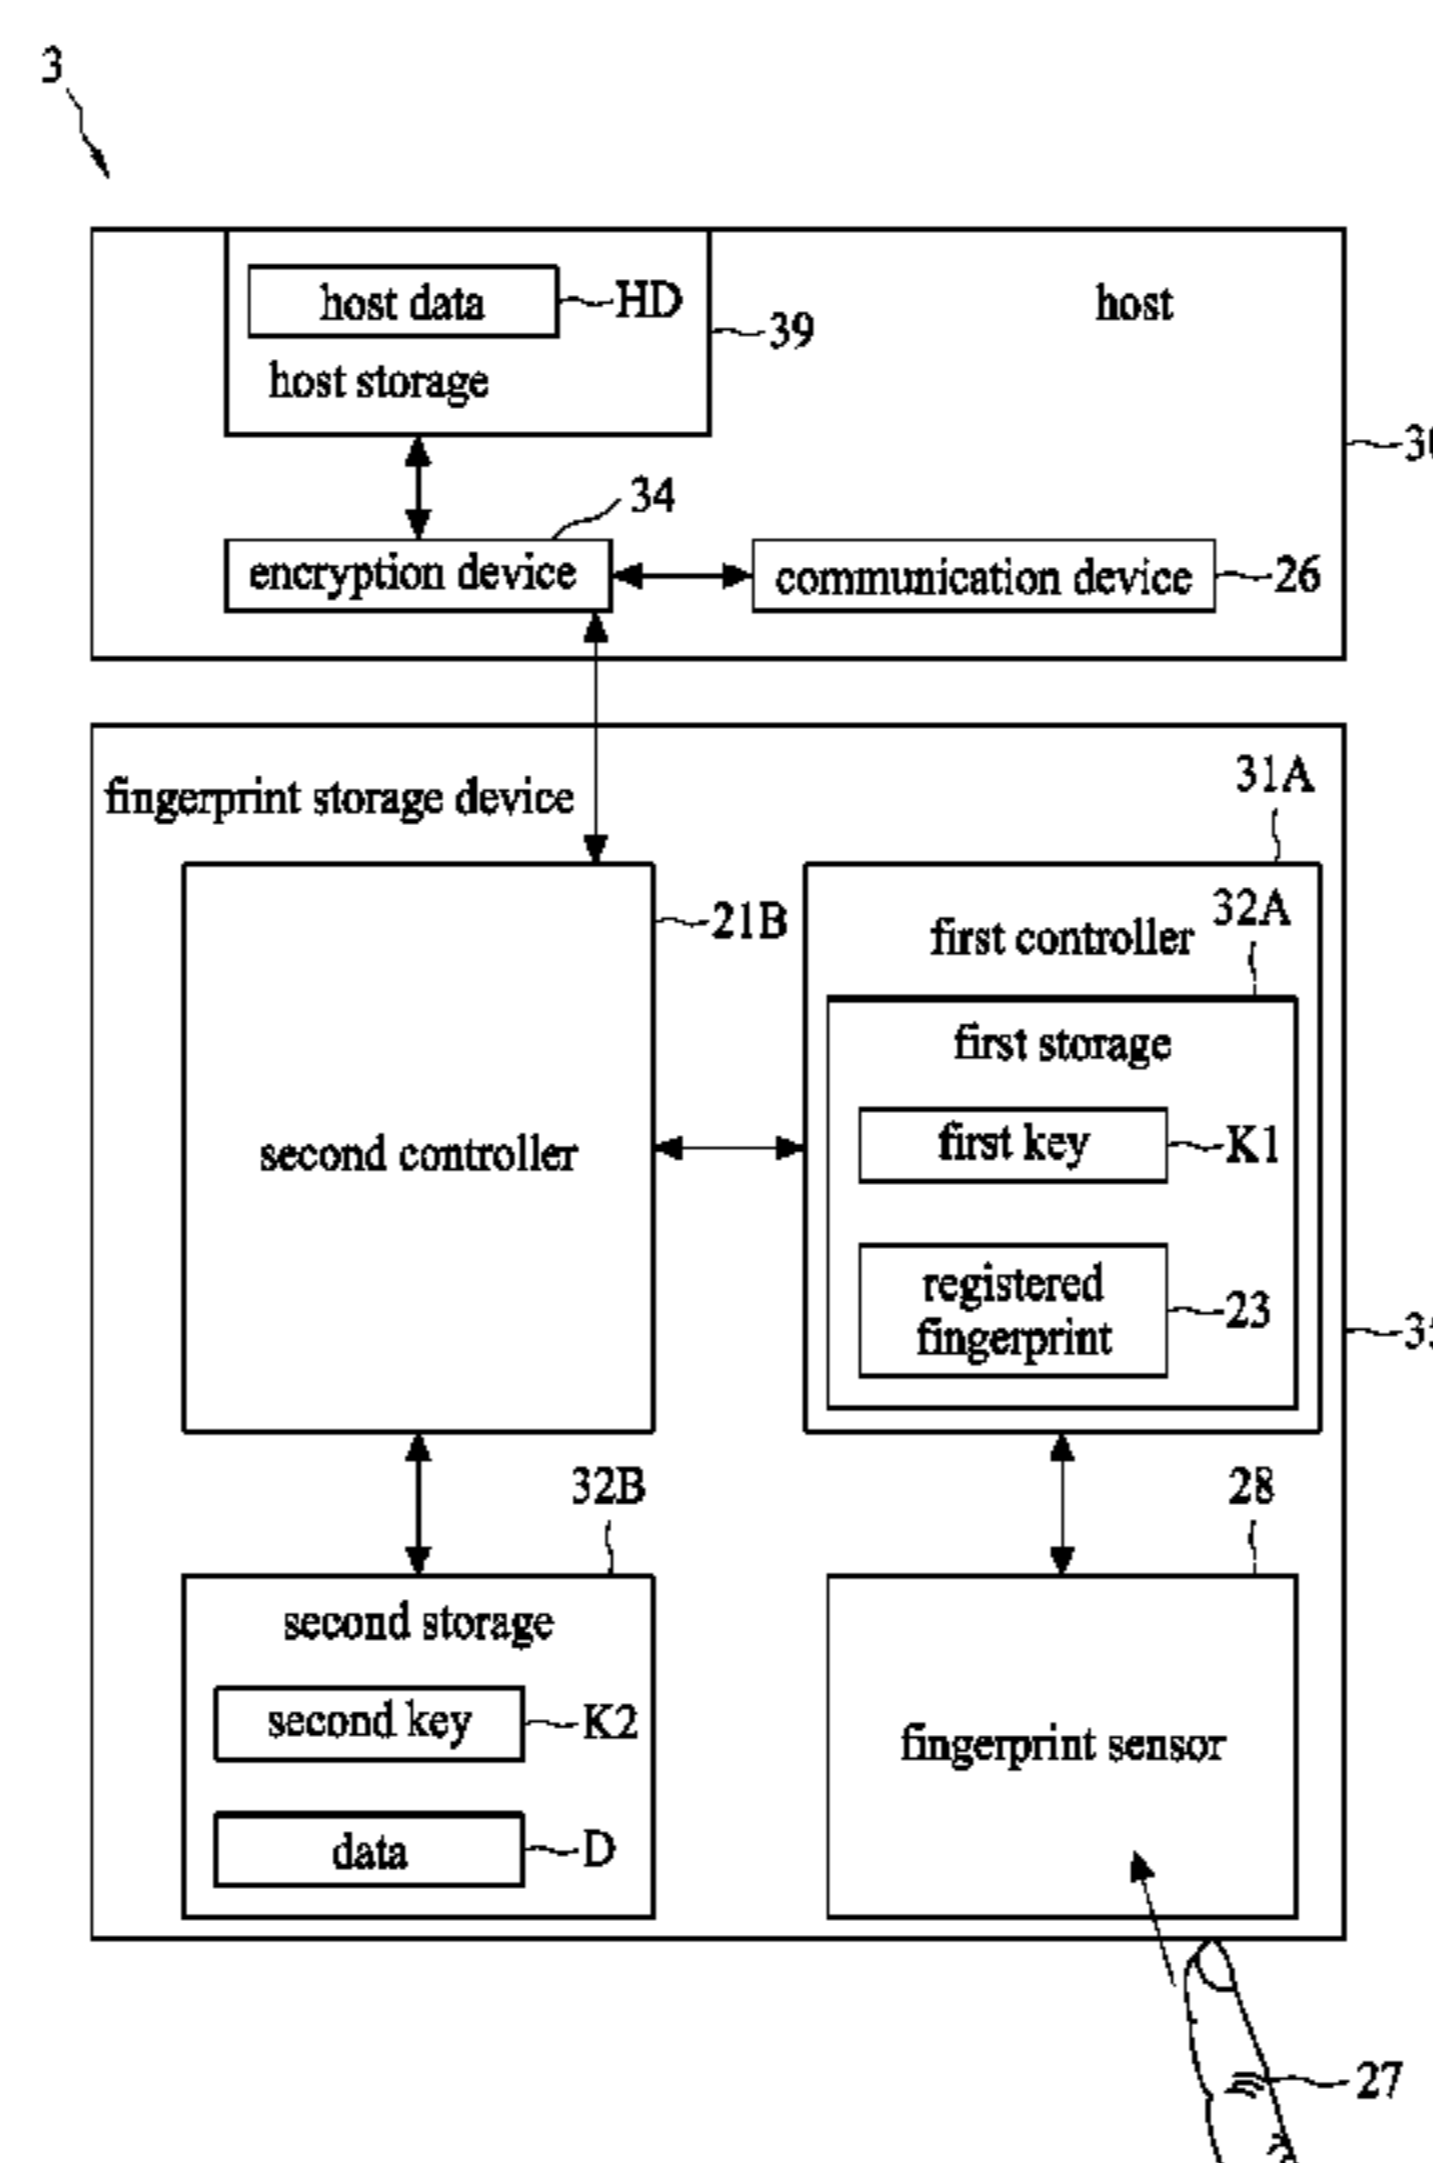 3
host data
HD
host
39
host storage
34
encryption device
communication device
26
fingerprint storage device
31A
21B
32A
first controller
first storage
first key
K1
second controller
registered
fingerprint
23
32B
28
second storage
second key
K2
fingerprint sensor
data
D
27